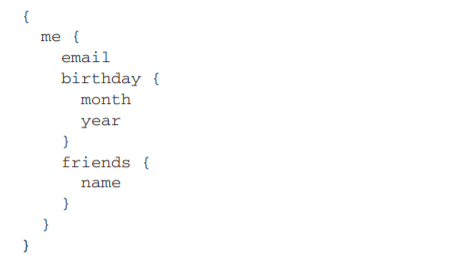 {
  me {
    email
    birthday {
      month
      year
    }
    friends {
      name
    }
  }
}